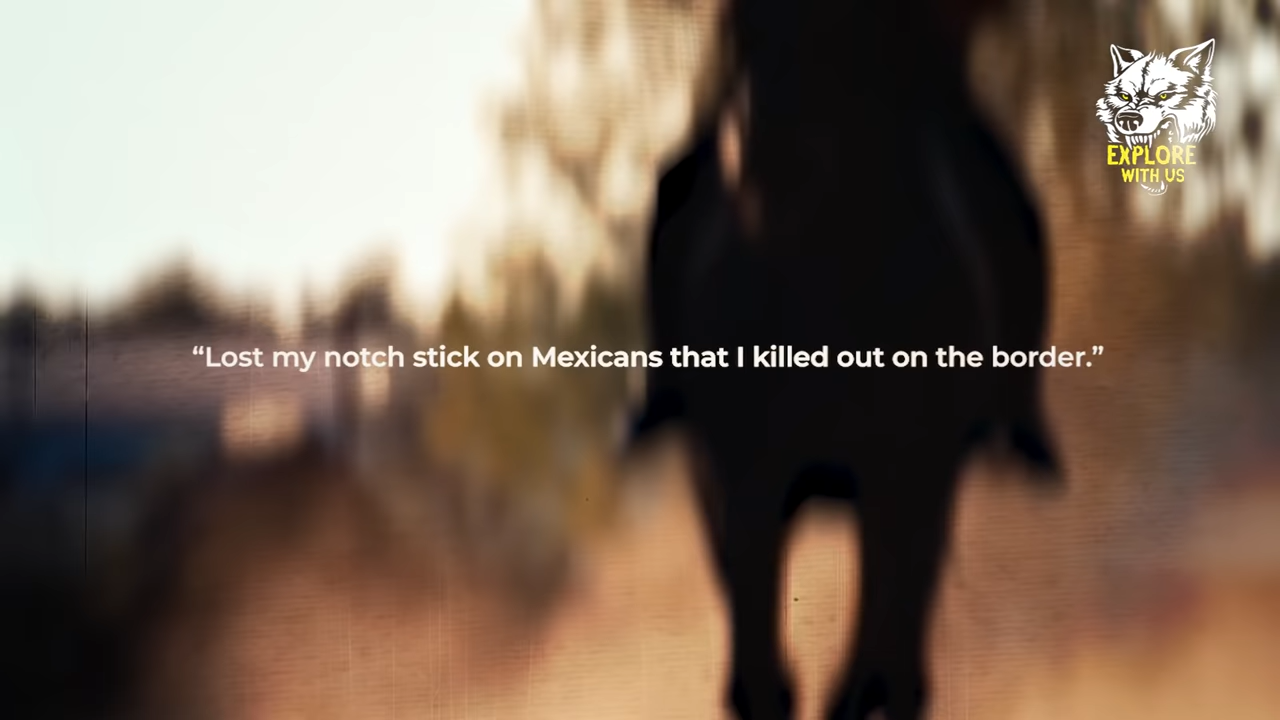 EXPLORE
WITH US
“Lost my notch stick on Mexicans that I killed out on the border.”